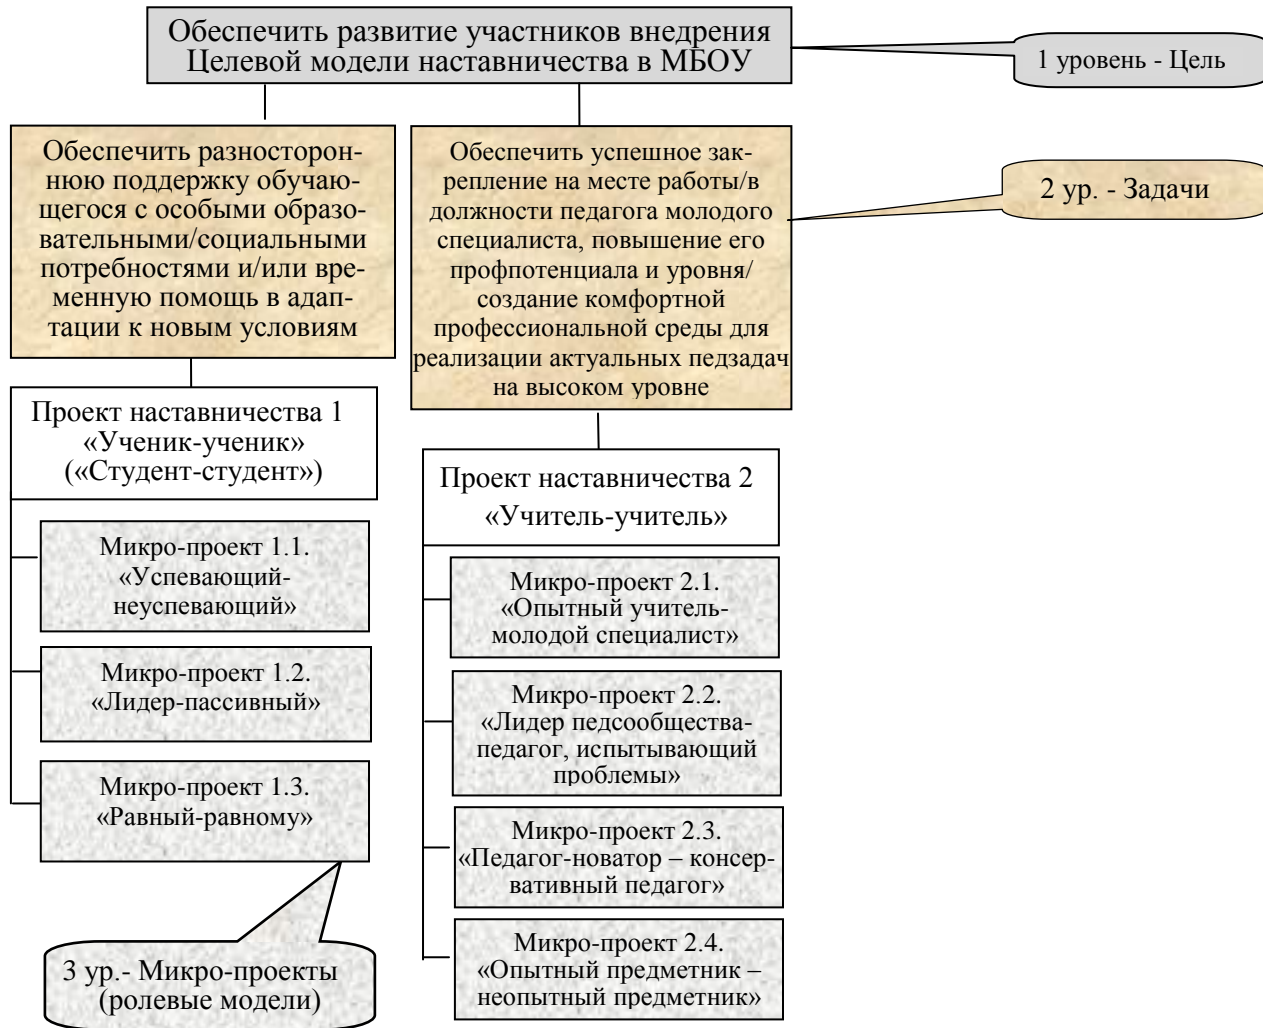 Обеспечить развитие участников внедрения
Целевой модели наставничества в МБОУ
1 уровень - Цель
Обеспечить разносторон-
нюю поддержку обучаю-
щегося с особыми образо-
вательными/социальными
потребностями и/или вре-
менную помощь в адап-
тации к новым условиям
Обеспечить успешное зак-
репление на месте работы/в
должности педагога молодого
специалиста, повышение его
профпотенциала и уровня/
создание комфортной
профессиональной среды для
реализации актуальных педзадач
на высоком уровне
2 ур. - Задачи
Проект наставничества 1
«Ученик-ученик»
(«Студент-студент»)
Микро-проект 1.1.
«Успевающий-
неуспевающий»
Микро-проект 1.2.
«Лидер-пассивный»
Микро-проект 1.3.
«Равный-равному»
3 ур.- Микро-проекты
(ролевые модели)
Проект наставничества 2
«Учитель-учитель»
Микро-проект 2.1.
«Опытный учитель-
молодой специалист»
Микро-проект 2.2.
«Лидер педсообщества-
педагог, испытывающий
проблемы»
Микро-проект 2.3.
«Педагог-новатор – консер-
вативный педагог»
Микро-проект 2.4.
«Опытный предметник –
неопытный предметник»